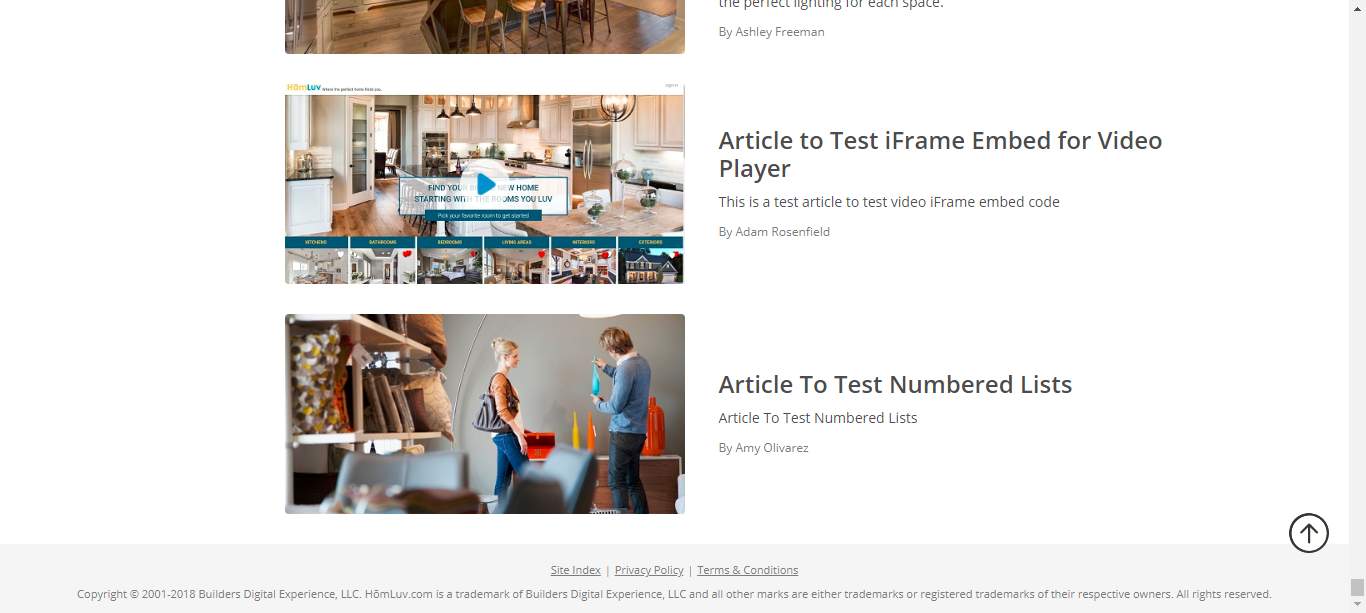 the perfect lighting for each space.
By Ashley Freeman
HōmLuv Where the perfect home finds you.
Sign In
FIND YOUR B NEW HOME
STARTING WITH THE ROOMS YOU LUV
Pick your favorite room to get started
KITCHENS BATHROOMS BEDROOMS LIVING AREAS INTERIORS EXTERIORS
Article to Test iFrame Embed for Video
Player
This is a test article to test video iFrame embed code
By Adam Rosenfield
Article To Test Numbered Lists
Article To Test Numbered Lists
By Amy Olivarez
Site Index | Privacy Policy | Terms & Conditions
Copyright © 2001-2018 Builders Digital Experience, LLC. HōmLuv.com is a trademark of Builders Digital Experience, LLC and all other marks are either trademarks or registered trademarks of their respective owners. All rights reserved.